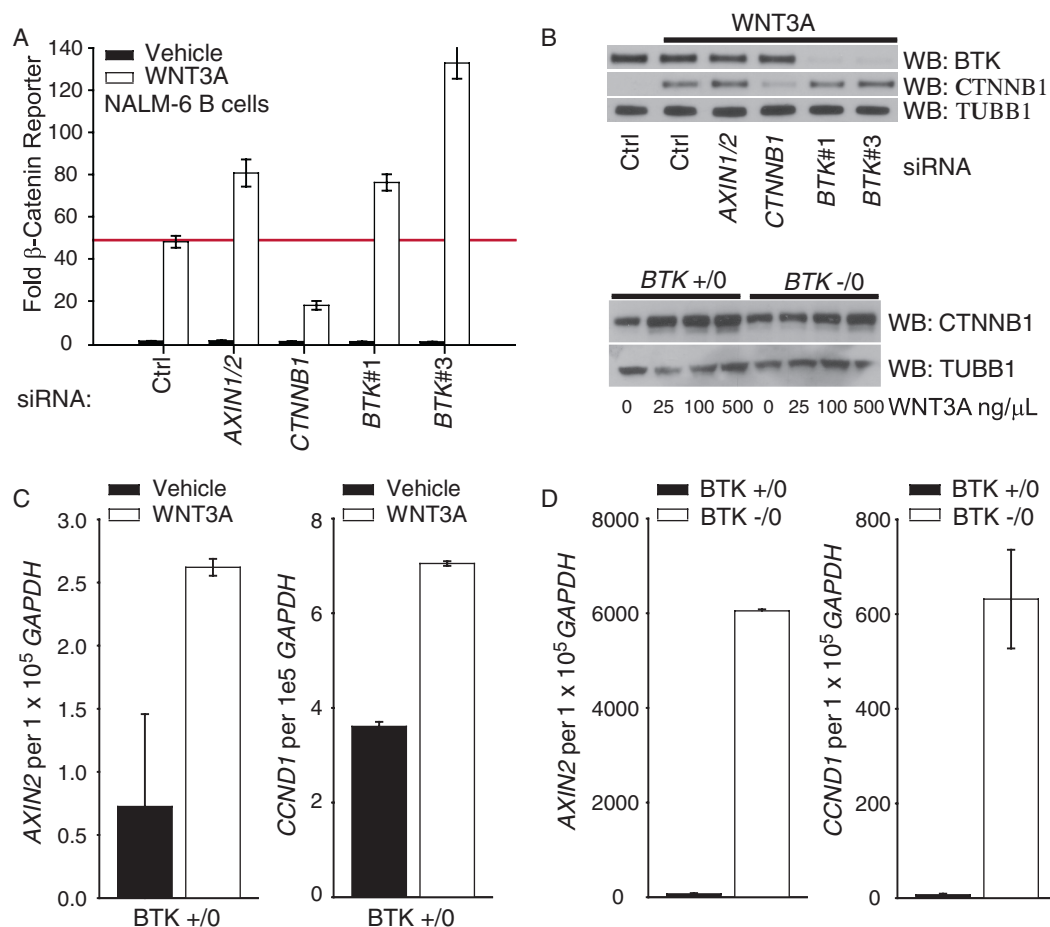 A
Vehicle
WNT3A
NALM-6 B cells
Fold β-Catenin Reporter
140
120
100
80
60
40
20
0
siRNA:
Ctrl
AXIN1/2
CTNNB1
BTK#1
BTK#3
B
WNT3A
WB: BTK
WB: CTNNB1
WB: TUBB1
Ctrl
Ctrl
AXIN1/2
CTNNB1
BTK#1
BTK#3
siRNA
BTK +/0
BTK -/0
WB: CTNNB1
WB: TUBB1
0 25 100 500 0 25 100 500 WNT3A ng/μL
C
Vehicle
WNT3A
AXIN2 per 1 x 10⁵ GAPDH
3.0
2.5
2.0
1.5
1.0
0.5
0.0
BTK +/0
Vehicle
WNT3A
CCND1 per 1e5 GAPDH
8
6
4
2
0
BTK +/0
D
BTK +/0
BTK -/0
AXIN2 per 1 x 10⁵ GAPDH
8000
6000
4000
2000
0
BTK +/0
BTK -/0
CCND1 per 1 x 10⁵ GAPDH
800
600
400
200
0